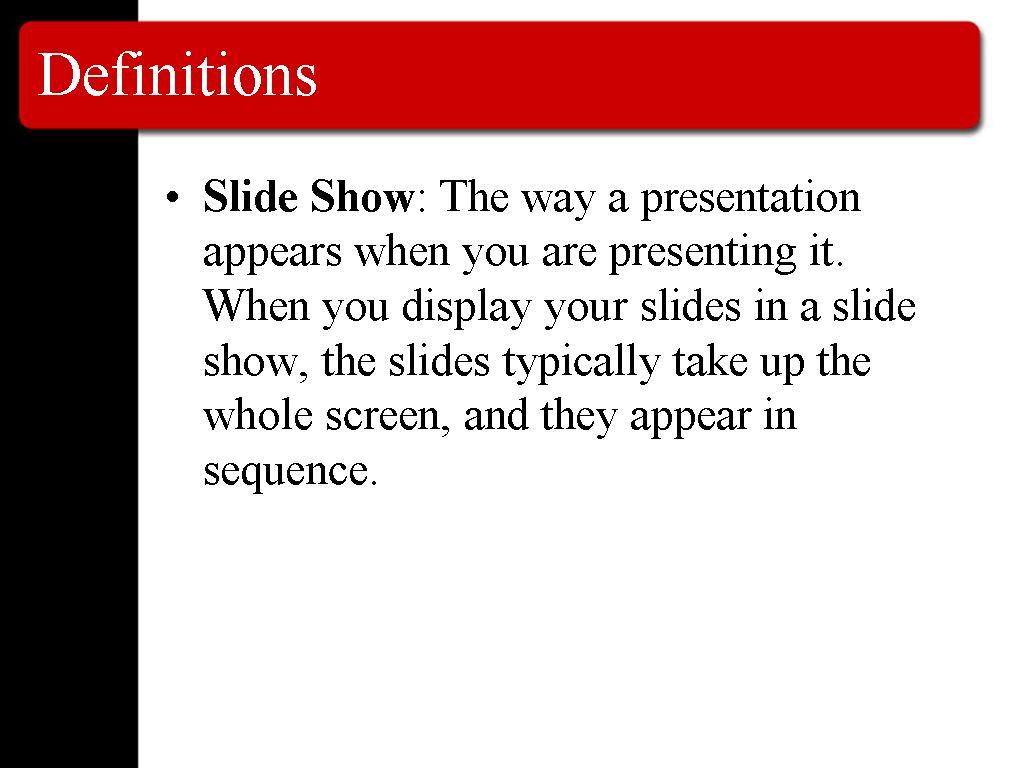 Definitions
• Slide Show: The way a presentation
appears when you are presenting it.
When you display your slides in a slide
show, the slides typically take up the
whole screen, and they appear in
sequence.